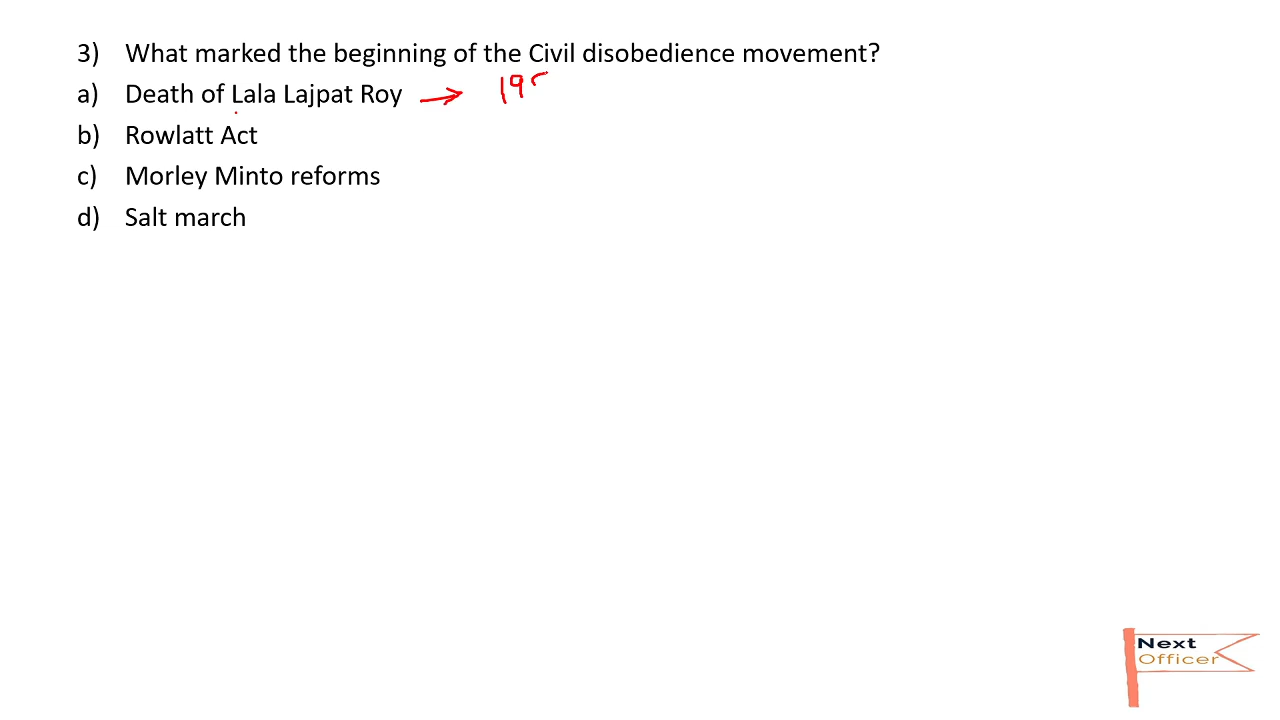 3) What marked the beginning of the Civil disobedience movement?
a) Death of Lala Lajpat Roy → 19
b) Rowlatt Act
c) Morley Minto reforms
d) Salt march
Next
Officer